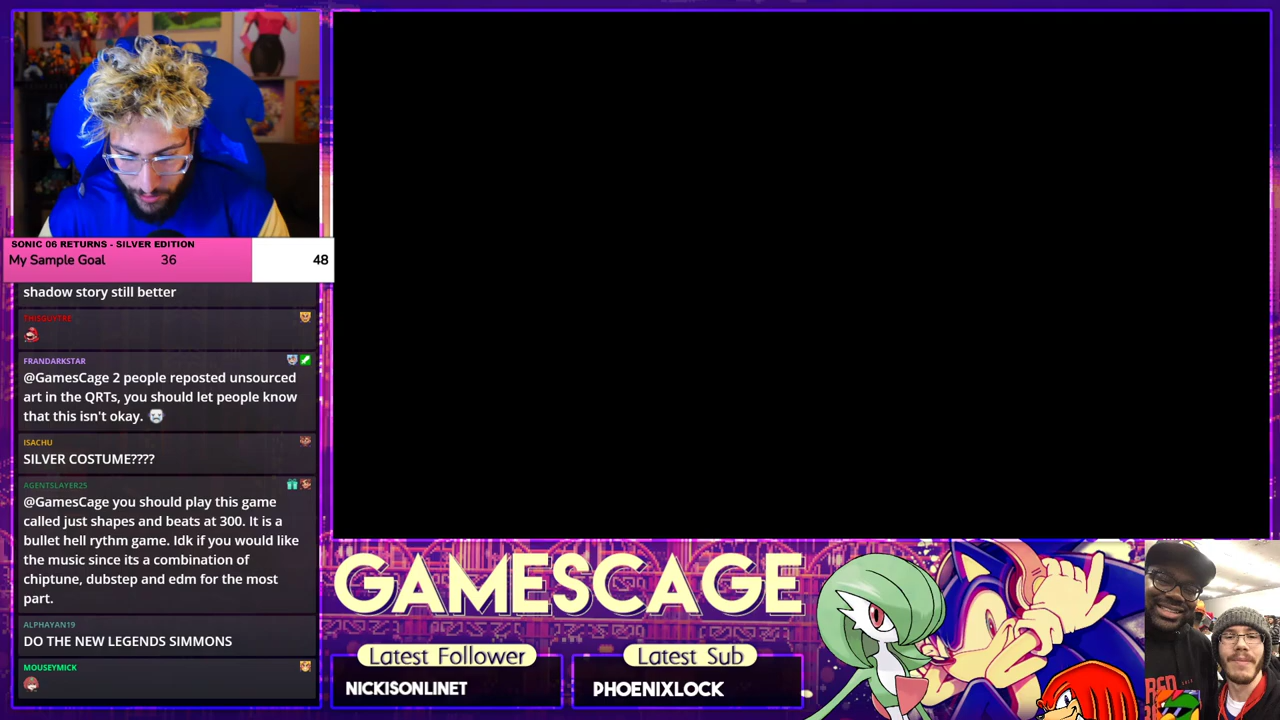 SONIC 06 RETURNS - SILVER EDITION
My Sample Goal 36 48
shadow story still better
THISGUYTRE
FRANDARKSTAR
@GamesCage 2 people reposted unsourced
art in the QRTs, you should let people know
that this isn't okay.
ISACHU
SILVER COSTUME????
AGENTSLAYER25
@GamesCage you should play this game
called just shapes and beats at 300. It is a
bullet hell rythm game. Idk if you would like
the music since its a combination of
chiptune, dubstep and edm for the most
part.
ALPHAYAN19
DO THE NEW LEGENDS SIMMONS
MOUSEYMICK
GAMESCAGE
Latest Follower
NICKISONLINET
Latest Sub
PHOENIXLOCK